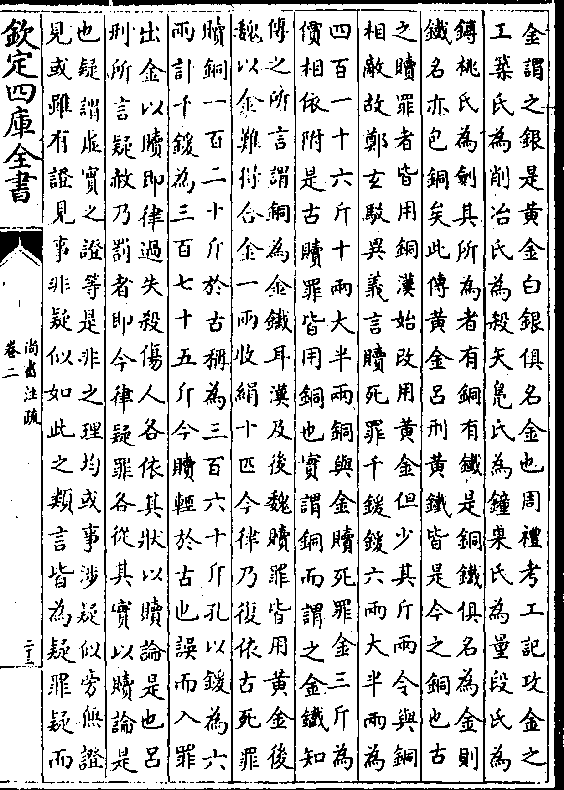 金謂之銀是黄金白銀俱名金也周禮考工記攻金之
工築氏為削冶氏為殺矢鳬氏為鐘㮚氏為量段氏為
鎛桃氏為劍其所為者有銅有鐵是銅鐵俱名為金則
鐵名亦包銅矣此傳黄金吕刑黄鐵皆是今之銅也古
之贖罪者皆用銅漢始改用黄金但少其斤兩令與銅
相敵故鄭玄駁異義言贖死罪千鍰鍰六兩大半兩為
四百一十六斤十兩大半兩銅與金贖死罪金三斤為
價相依附是古贖罪皆用銅也實謂銅而謂之金鐵知
傳之所言謂銅為金鐵耳漢及後魏贖罪皆用黄金後
魏以金難得合金一兩收絹十匹今律乃復依古死罪
贖銅一百二十斤於古稱為三百六十斤孔以鍰為六
兩計千鍰為三百七十五斤今贖輕於古也誤而入罪
出金以贖即律過失殺傷人各依其狀以贖論是也吕
刑所言疑赦乃罰者即今律疑罪各從其實以贖論是
也疑謂虚實之證等是非之理均或事涉疑似旁無證
見或雖有證見事非疑似如此之類言皆為疑罪疑而
欽定四庫全書
尚書注疏
卷二